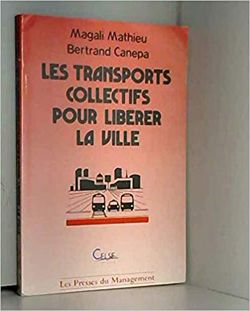 Magali Mathieu
Bertrand Canepa
LES TRANSPORTS
COLLECTIFS
POUR LIBERER
LA VILLE
CELSE
Les Presses du Management